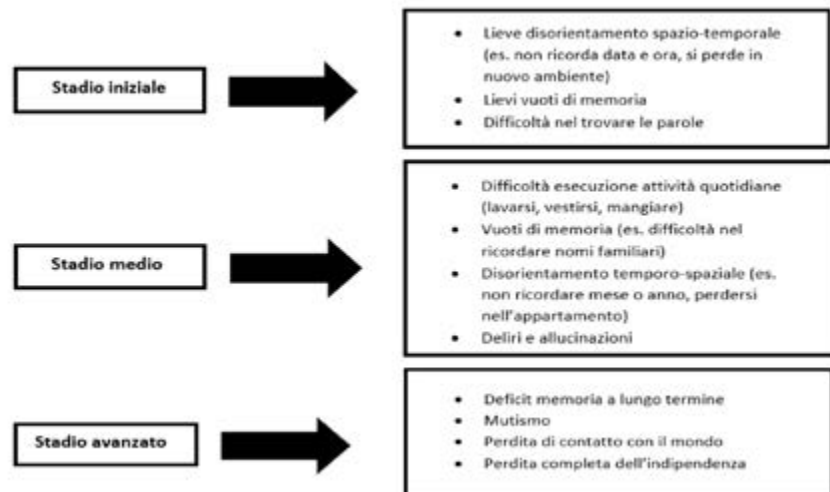 Stadio iniziale
• Lieve disorientamento spazio-temporale
(es. non ricorda data e ora, si perde in
nuovo ambiente)
• Lievi vuoti di memoria
• Difficoltà nel trovare le parole
Stadio medio
• Difficoltà esecuzione attività quotidiane
(lavarsi, vestirsi, mangiare)
• Vuoti di memoria (es. difficoltà nel
ricordare nomi familiari)
• Disorientamento temporo-spaziale (es.
non ricordare mese o anno, perdersi
nell'appartamento)
• Deliri e allucinazioni
Stadio avanzato
• Deficit memoria a lungo termine
• Mutismo
• Perdita di contatto con il mondo
• Perdita completa dell'indipendenza